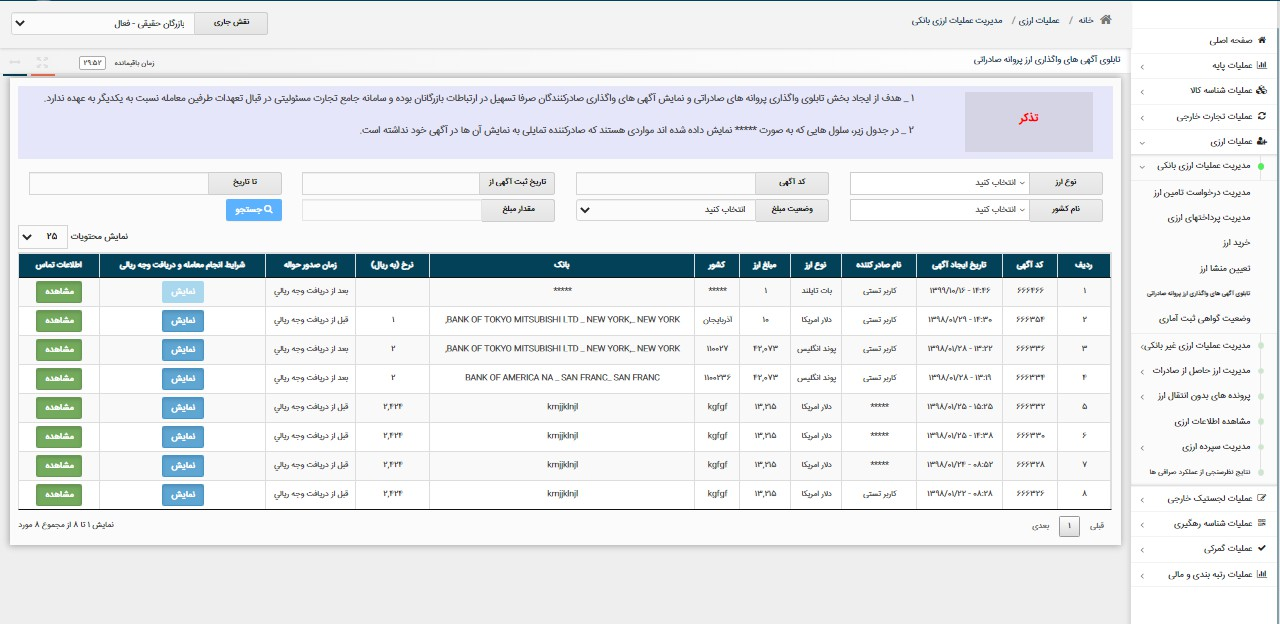 خانه / عملیات ارزی / مدیریت عملیات ارزی بانکی
نقش جاری
بازرگان حقیقی - فعال
صفحه اصلی
عملیات پایه
عملیات شناسه کالا
عملیات تجارت خارجی
عملیات ارزی
مدیریت عملیات ارزی بانکی
مدیریت درخواست تامین ارز
مدیریت پرداختهای ارزی
خرید ارز
تعیین منشا ارز
تابلوی آگهی های واگذاری ارز پروانه صادراتی
وضعیت گواهی ثبت آماری
مدیریت عملیات ارزی غیر بانکی
مدیریت ارز حاصل از صادرات
پرونده های بدون انتقال ارز
مشاهده اطلاعات ارزی
مدیریت سپرده ارزی
نتایج نظرسنجی از عملکرد صرافی ها
عملیات لجستیک خارجی
عملیات شناسه رهگیری
عملیات گمرکی
عملیات رتبه بندی و مالی
تابلوی آگهی های واگذاری ارز پروانه صادراتی
زمان باقیمانده ۲۹:۵۲
تذکر
۱ _ هدف از ایجاد بخش تابلوی واگذاری پروانه های صادراتی و نمایش آگهی های واگذاری صادرکنندگان صرفا تسهیل در ارتباطات بازرگانان بوده و سامانه جامع تجارت مسئولیتی در قبال تعهدات طرفین معامله نسبت به یکدیگر به عهده ندارد.
۲ _ در جدول زیر، سلول هایی که به صورت ***** نمایش داده شده اند مواردی هستند که صادرکننده تمایلی به نمایش آن ها در آگهی خود نداشته است.
نوع ارز انتخاب کنید کد آگهی تاریخ ثبت آگهی از تا تاریخ
نام کشور انتخاب کنید وضعیت مبلغ انتخاب کنید مقدار مبلغ جستجو
نمایش محتویات ۲۵
ردیف کد آگهی تاریخ ایجاد آگهی نام صادر کننده نوع ارز مبلغ ارز کشور بانک نرخ (به ریال) زمان صدور حواله شرایط انجام معامله و دریافت وجه ریالی اطلاعات تماس
۱ ۶۶۶۴۶۶ ۱۳۹۹/۱۰/۱۶ - ۱۴:۴۶ کاربر تستی بات تایلند ۱ ***** ***** بعد از دریافت وجه ریالي نمایش مشاهده
۲ ۶۶۶۳۵۴ ۱۳۹۸/۰۱/۲۹ - ۱۴:۳۰ کاربر تستی دلار امریکا ۱۰ آذربایجان BANK OF TOKYO MITSUBISHI LTD _ NEW YORK,_ NEW YORK, ۱ قبل از دریافت وجه ریالي نمایش مشاهده
۳ ۶۶۶۳۳۶ ۱۳۹۸/۰۱/۲۸ - ۱۳:۲۲ کاربر تستی پوند انگلیس ۴۲,۰۷۳ ۱۱۰۰۲۷ BANK OF TOKYO MITSUBISHI LTD _ NEW YORK,_ NEW YORK, ۲ بعد از دریافت وجه ریالي نمایش مشاهده
۴ ۶۶۶۳۳۴ ۱۳۹۸/۰۱/۲۸ - ۱۳:۱۹ کاربر تستی پوند انگلیس ۴۲,۰۷۳ ۱۱۰۰۲۳۶ BANK OF AMERICA NA _ SAN FRANC_ SAN FRANC ۲ بعد از دریافت وجه ریالي نمایش مشاهده
۵ ۶۶۶۳۳۲ ۱۳۹۸/۰۱/۲۵ - ۱۵:۲۵ ***** دلار امریکا ۱۳,۲۱۵ kgfgf kmjjklnjl ۲,۴۲۴ قبل از دریافت وجه ریالي نمایش مشاهده
۶ ۶۶۶۳۳۰ ۱۳۹۸/۰۱/۲۵ - ۱۴:۳۸ ***** دلار امریکا ۱۳,۲۱۵ kgfgf kmjjklnjl ۲,۴۲۴ قبل از دریافت وجه ریالي نمایش مشاهده
۷ ۶۶۶۳۲۸ ۱۳۹۸/۰۱/۲۴ - ۰۸:۵۲ ***** دلار امریکا ۱۳,۲۱۵ kgfgf kmjjklnjl ۲,۴۲۴ قبل از دریافت وجه ریالي نمایش مشاهده
۸ ۶۶۶۳۲۶ ۱۳۹۸/۰۱/۲۲ - ۰۸:۲۸ کاربر تستی دلار امریکا ۱۳,۲۱۵ kgfgf kmjjklnjl ۲,۴۲۴ قبل از دریافت وجه ریالي نمایش مشاهده
قبلی ۱ بعدی
نمایش ۱ تا ۸ از مجموع ۸ مورد